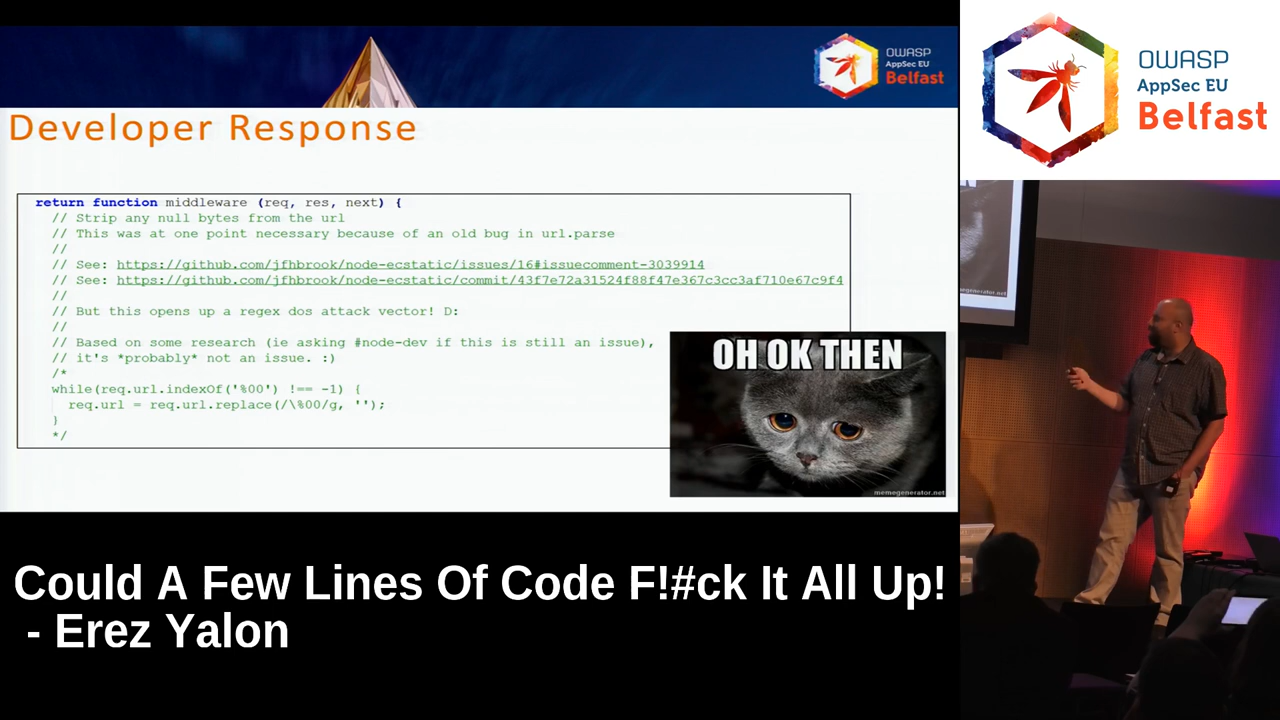 OWASP
AppSec EU
Belfast
OWASP
AppSec EU
Belfast
Developer Response
return function middleware (req, res, next) {
// Strip any null bytes from the url
// This was at one point necessary because of an old bug in url.parse
//
// See: https://github.com/jfhbrook/node-ecstatic/issues/16#issuecomment-3039914
// See: https://github.com/jfhbrook/node-ecstatic/commit/43f7e72a31524f88f47e367c3cc3af710e67c9f4
//
// But this opens up a regex dos attack vector! D:
//
// Based on some research (ie asking #node-dev if this is still an issue),
// it's *probably* not an issue. :)
/*
while(req.url.indexOf('%00') !== -1) {
req.url = req.url.replace(/\%00/g, '');
}
*/
OH OK THEN
memegenerator.net
Could A Few Lines Of Code F!#ck It All Up!
- Erez Yalon